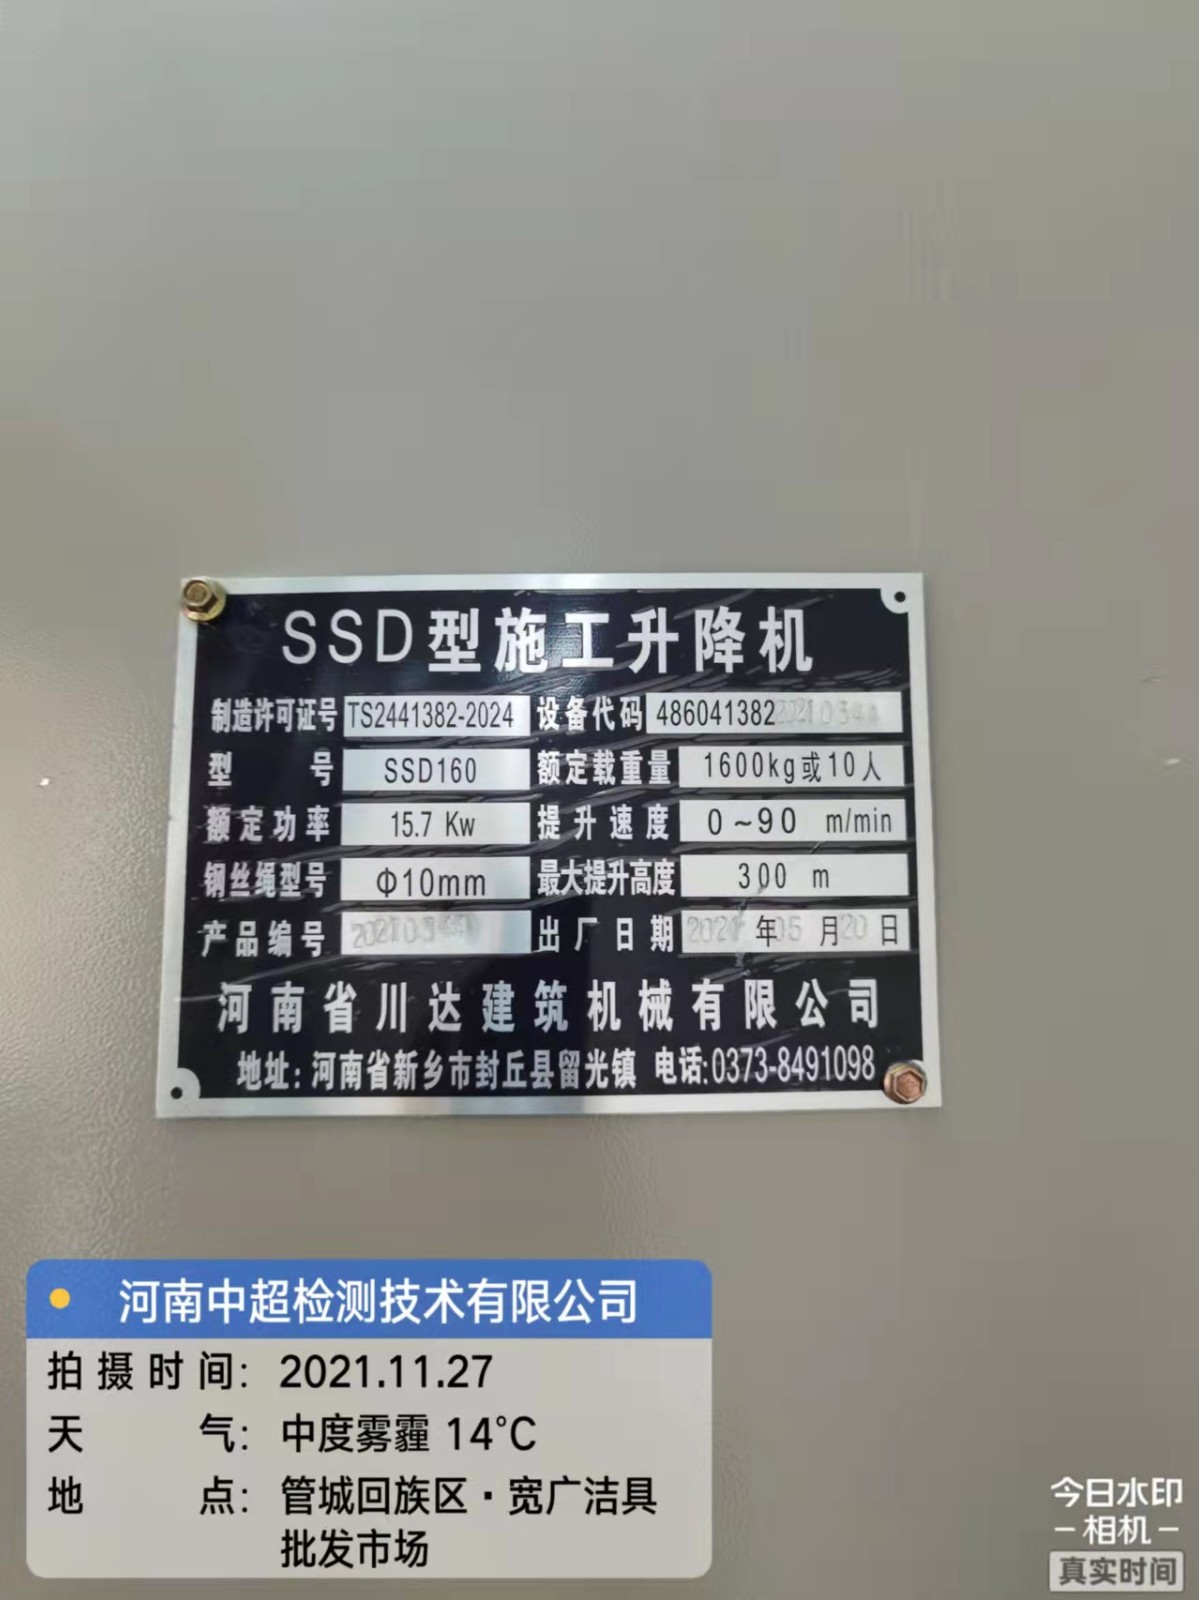 SSD型施工升降机
制造许可证号 TS2441382-2024 设备代码 486041382
型 号 SSD160 额定载重量 1600kg或10人
额定功率 15.7 Kw 提升速度 0~90 m/min
钢丝绳型号 Φ10mm 最大提升高度 300 m
产品编号 出厂日期 2021 年 05 月 20 日
河南省川达建筑机械有限公司
地址:河南省新乡市封丘县留光镇 电话:0373-8491098
河南中超检测技术有限公司
拍摄时间: 2021.11.27
天 气: 中度雾霾 14°C
地 点: 管城回族区·宽广洁具
批发市场
今日水印
-相机-
真实时间